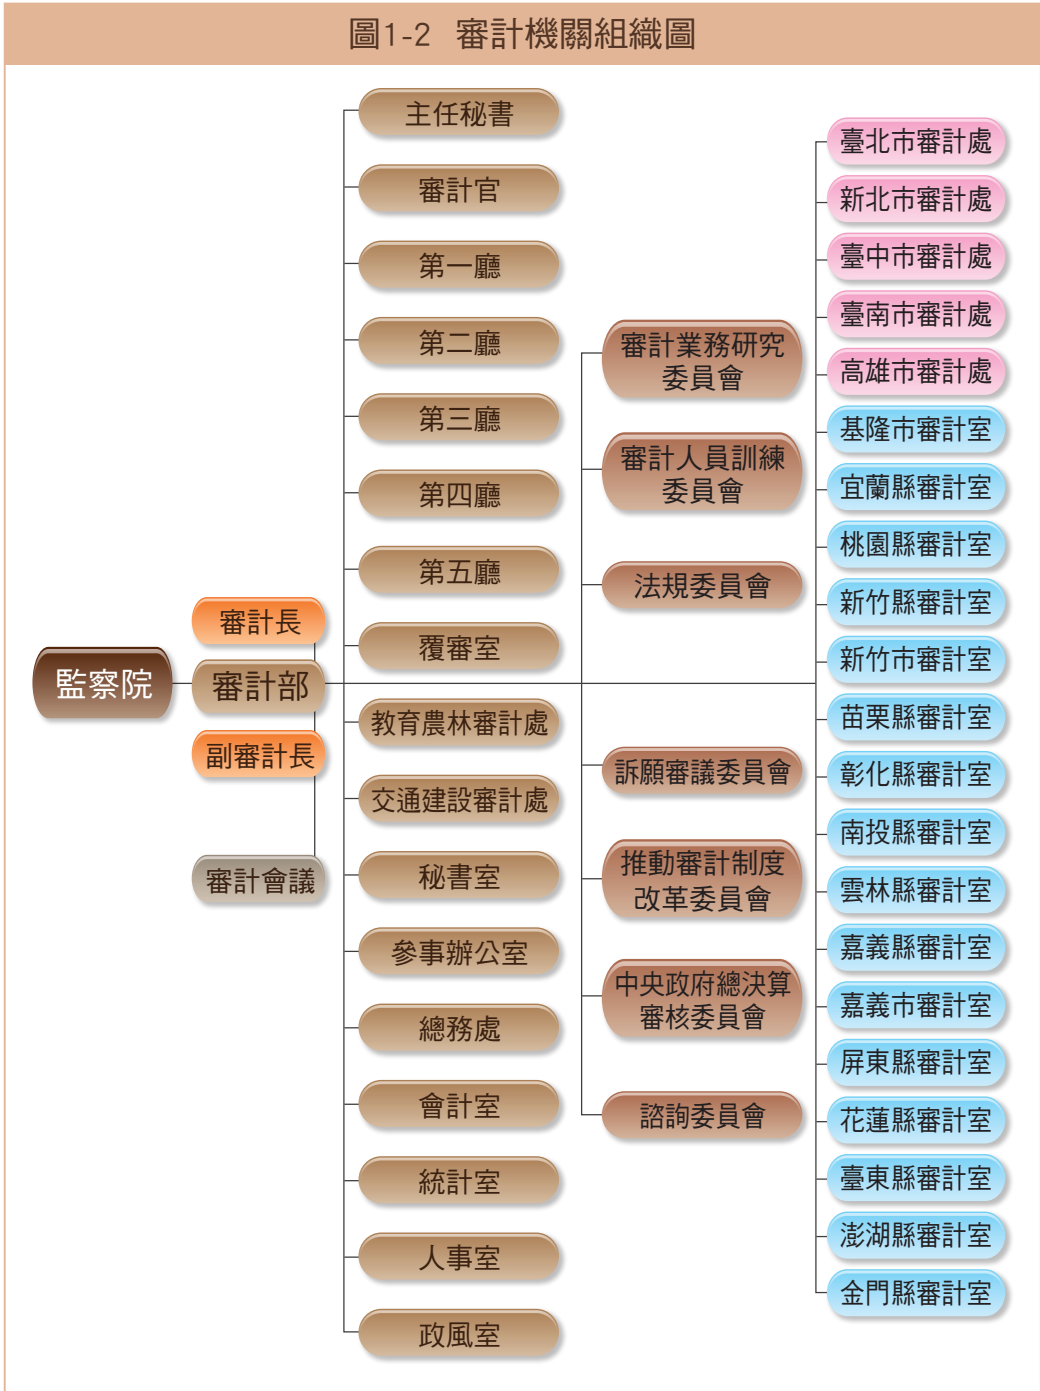 圖1-2 審計機關組織圖
監察院
審計長
審計部
副審計長
審計會議
主任秘書
審計官
第一廳
第二廳
第三廳
第四廳
第五廳
覆審室
教育農林審計處
交通建設審計處
秘書室
參事辦公室
總務處
會計室
統計室
人事室
政風室
審計業務研究
委員會
審計人員訓練
委員會
法規委員會
訴願審議委員會
推動審計制度
改革委員會
中央政府總決算
審核委員會
諮詢委員會
臺北市審計處
新北市審計處
臺中市審計處
臺南市審計處
高雄市審計處
基隆市審計室
宜蘭縣審計室
桃園縣審計室
新竹縣審計室
新竹市審計室
苗栗縣審計室
彰化縣審計室
南投縣審計室
雲林縣審計室
嘉義縣審計室
嘉義市審計室
屏東縣審計室
花蓮縣審計室
臺東縣審計室
澎湖縣審計室
金門縣審計室